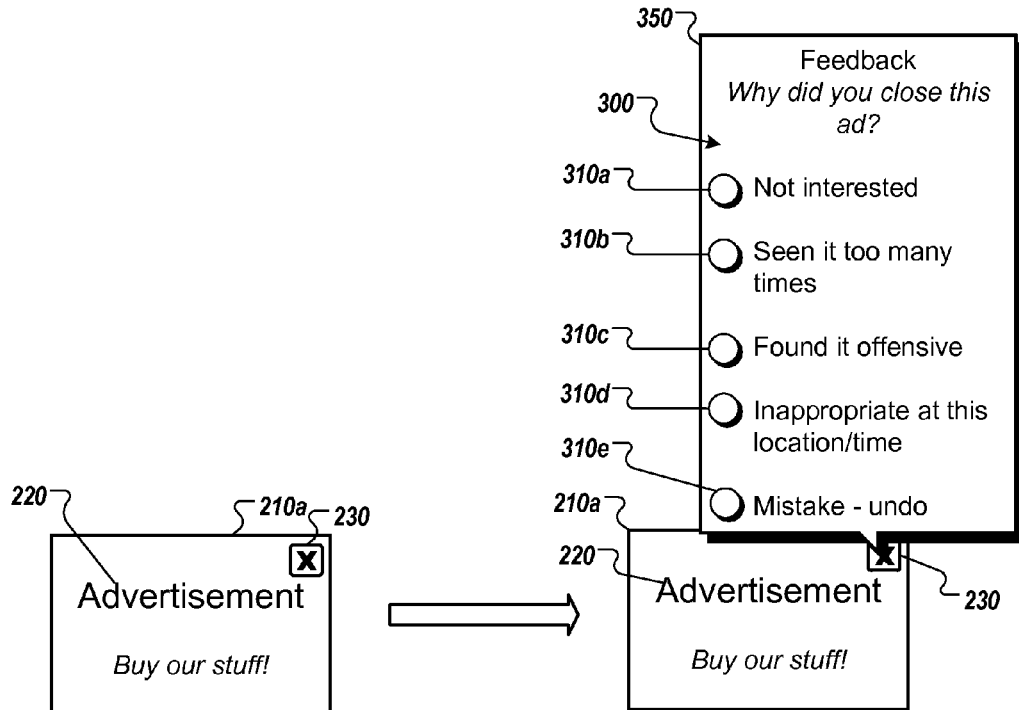 350
Feedback
Why did you close this
ad?
300
310a
Not interested
310b
Seen it too many
times
310c
Found it offensive
310d
Inappropriate at this
location/time
310e
Mistake - undo
220
210a
230
X
Advertisement
Buy our stuff!
210a
220
X
230
Advertisement
Buy our stuff!